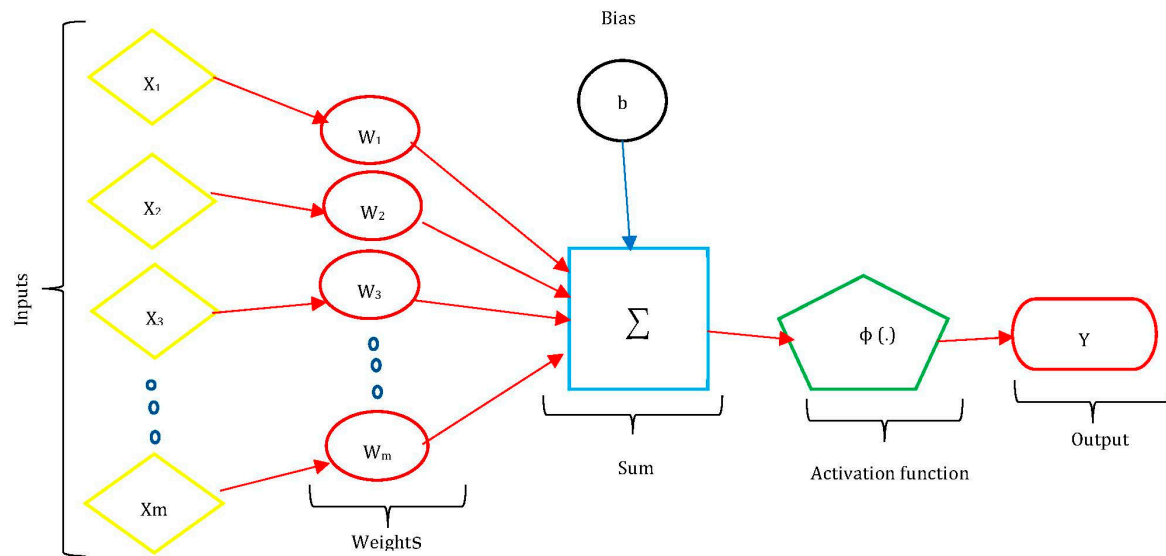 Bias
X₁
b
W₁
X₂
W₂
Inputs
W₃
X₃
Σ
ϕ (.)
Y
Wₘ
Xm
Sum
Activation function
Output
WeightS